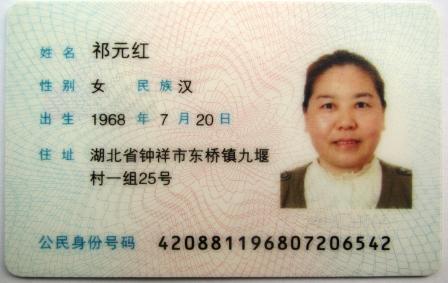 姓名 祁元红
性别 女 民族 汉
出生 1968 年 7 月 20 日
住址 湖北省钟祥市东桥镇九堰
村一组25号
公民身份号码 420881196807206542